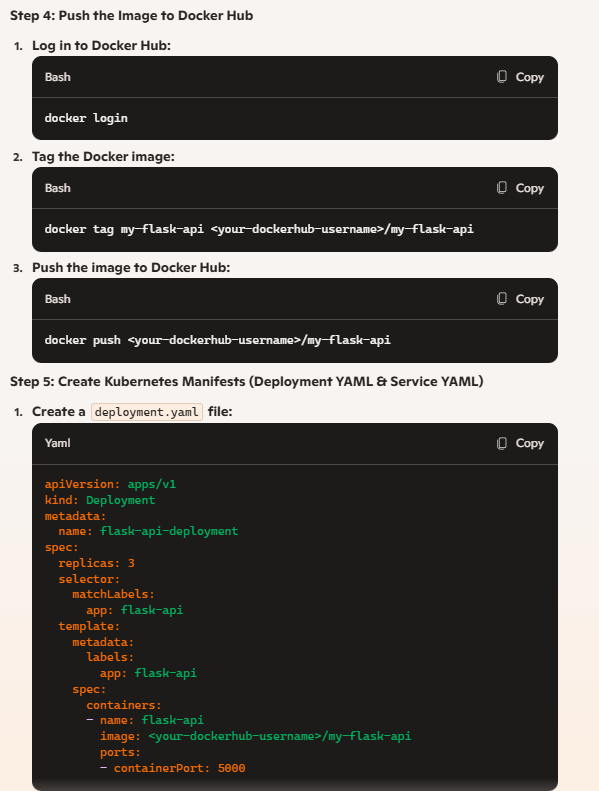 Step 4: Push the Image to Docker Hub
1. Log in to Docker Hub:
Bash Copy
docker login
2. Tag the Docker image:
Bash Copy
docker tag my-flask-api <your-dockerhub-username>/my-flask-api
3. Push the image to Docker Hub:
Bash Copy
docker push <your-dockerhub-username>/my-flask-api
Step 5: Create Kubernetes Manifests (Deployment YAML & Service YAML)
1. Create a deployment.yaml file:
Yaml Copy
apiVersion: apps/v1
kind: Deployment
metadata:
  name: flask-api-deployment
spec:
  replicas: 3
  selector:
    matchLabels:
      app: flask-api
  template:
    metadata:
      labels:
        app: flask-api
    spec:
      containers:
      - name: flask-api
        image: <your-dockerhub-username>/my-flask-api
        ports:
        - containerPort: 5000